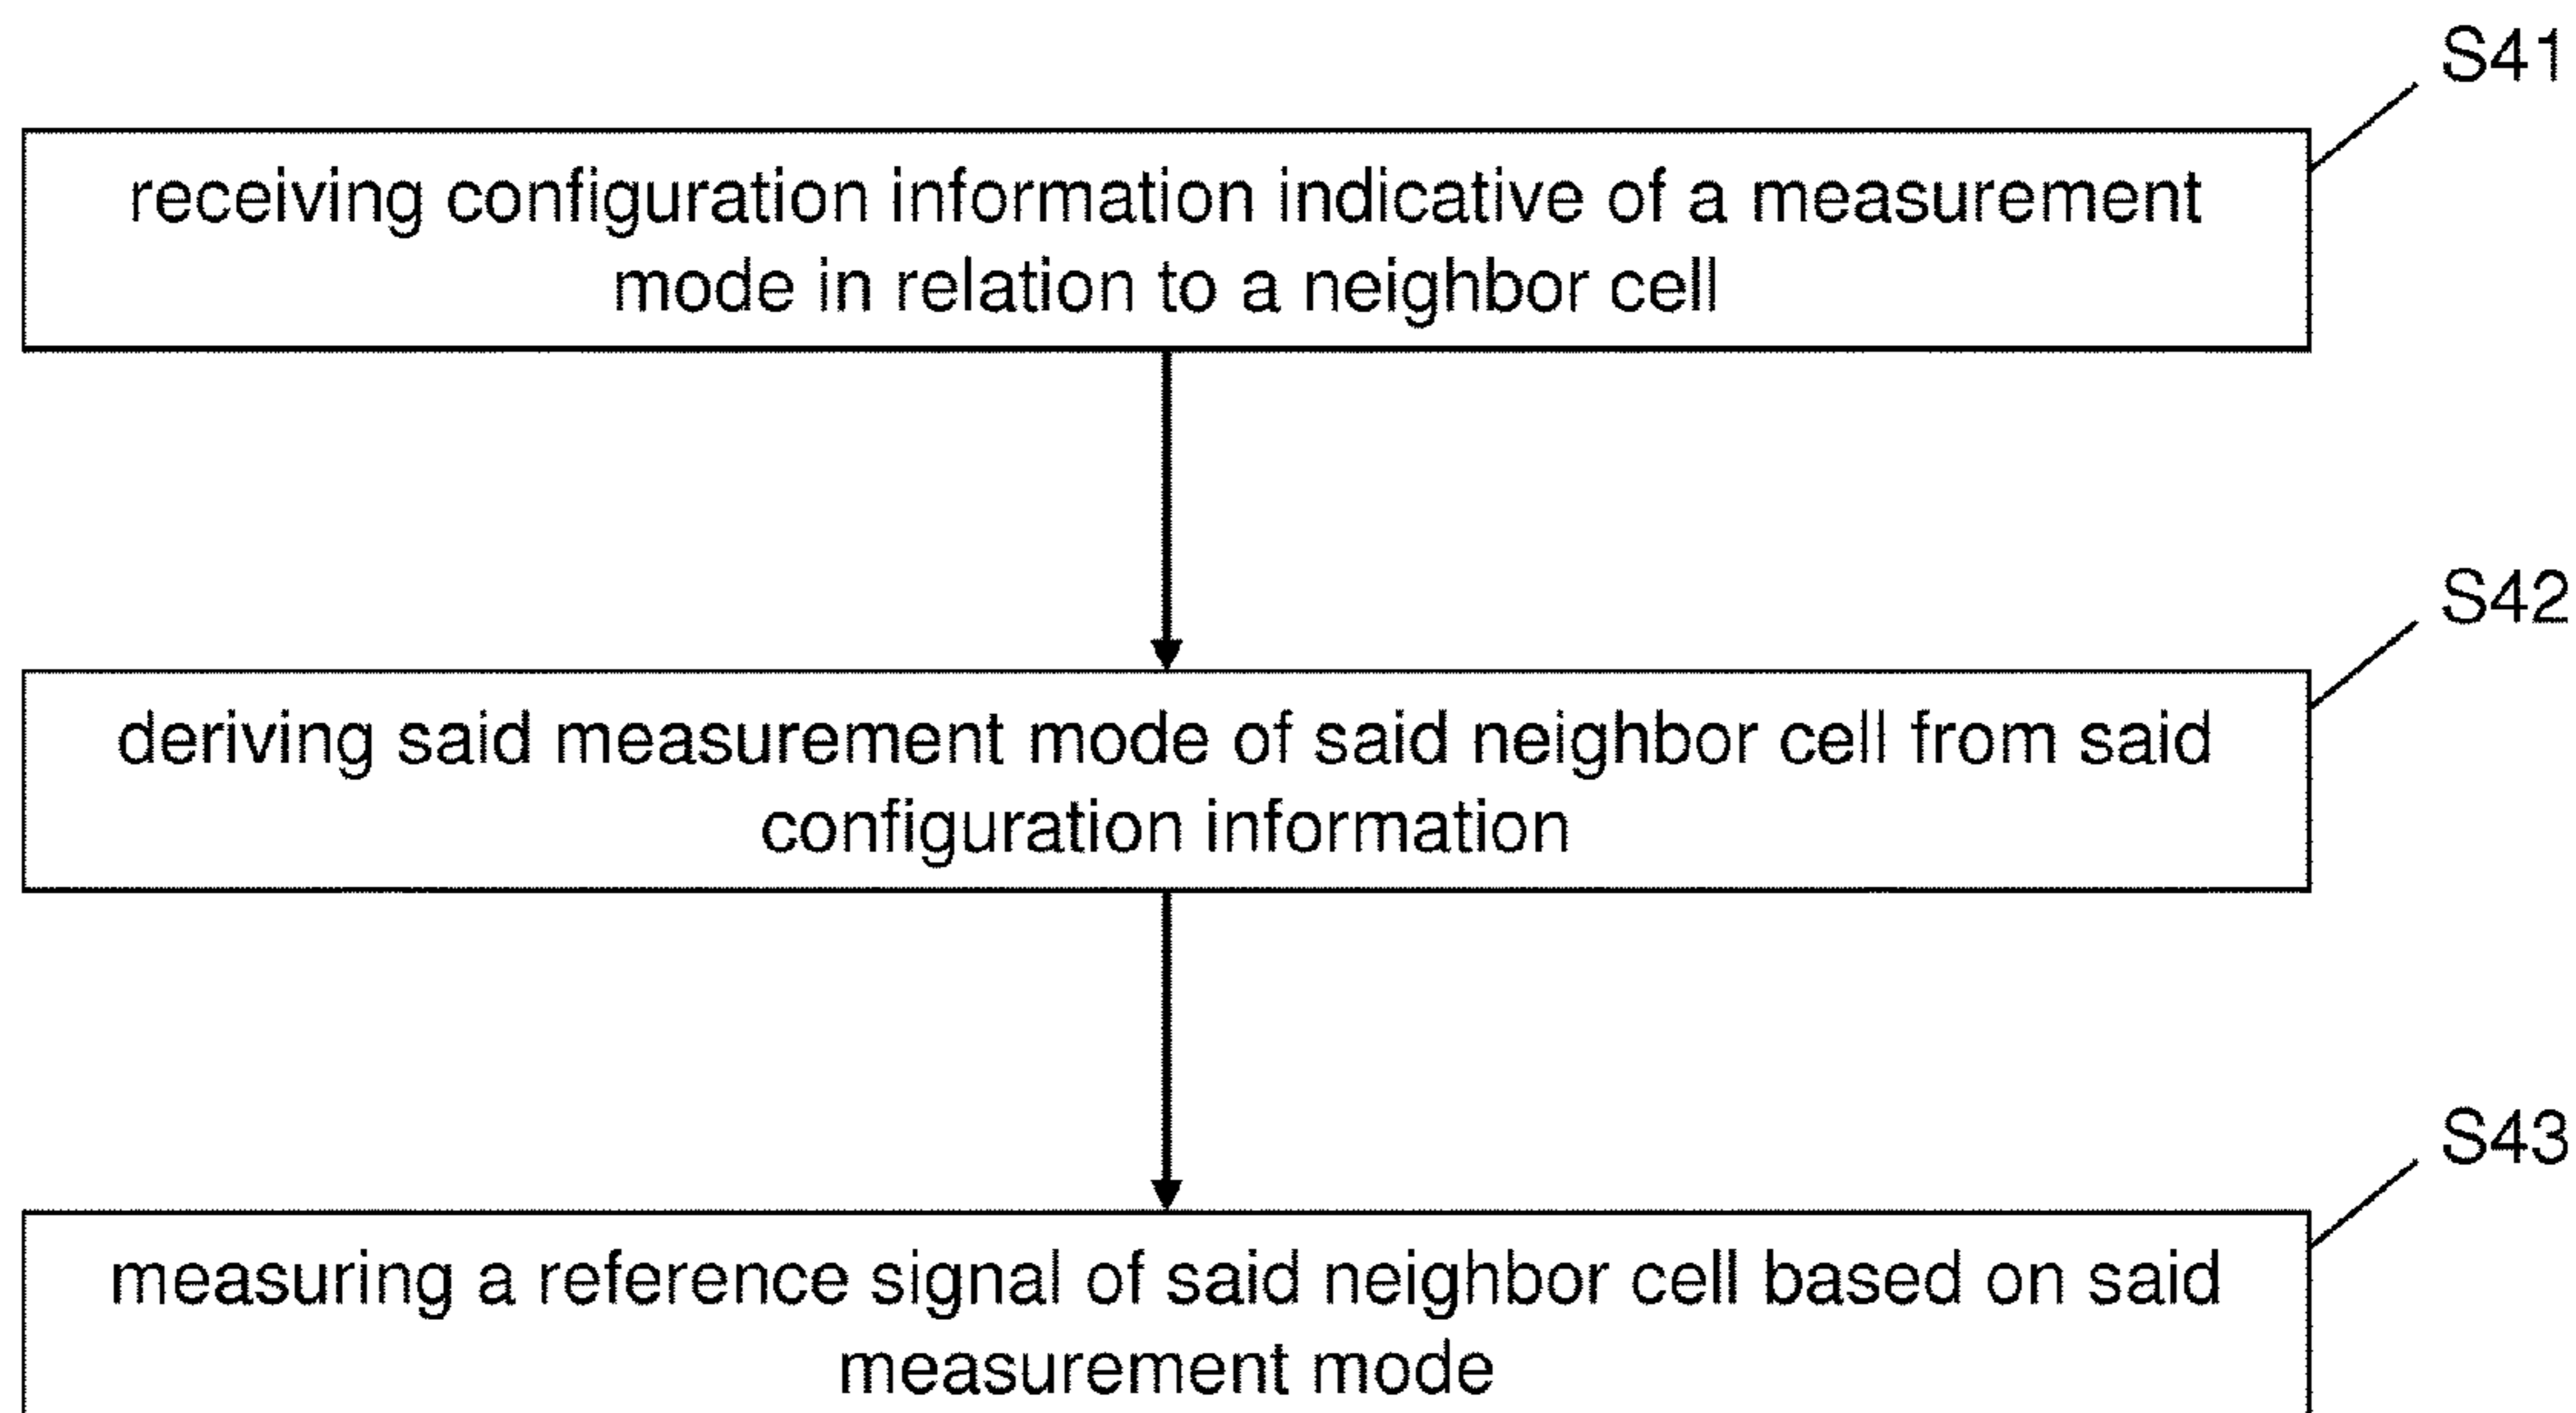 S41
receiving configuration information indicative of a measurement
mode in relation to a neighbor cell
S42
deriving said measurement mode of said neighbor cell from said
configuration information
S43
measuring a reference signal of said neighbor cell based on said
measurement mode